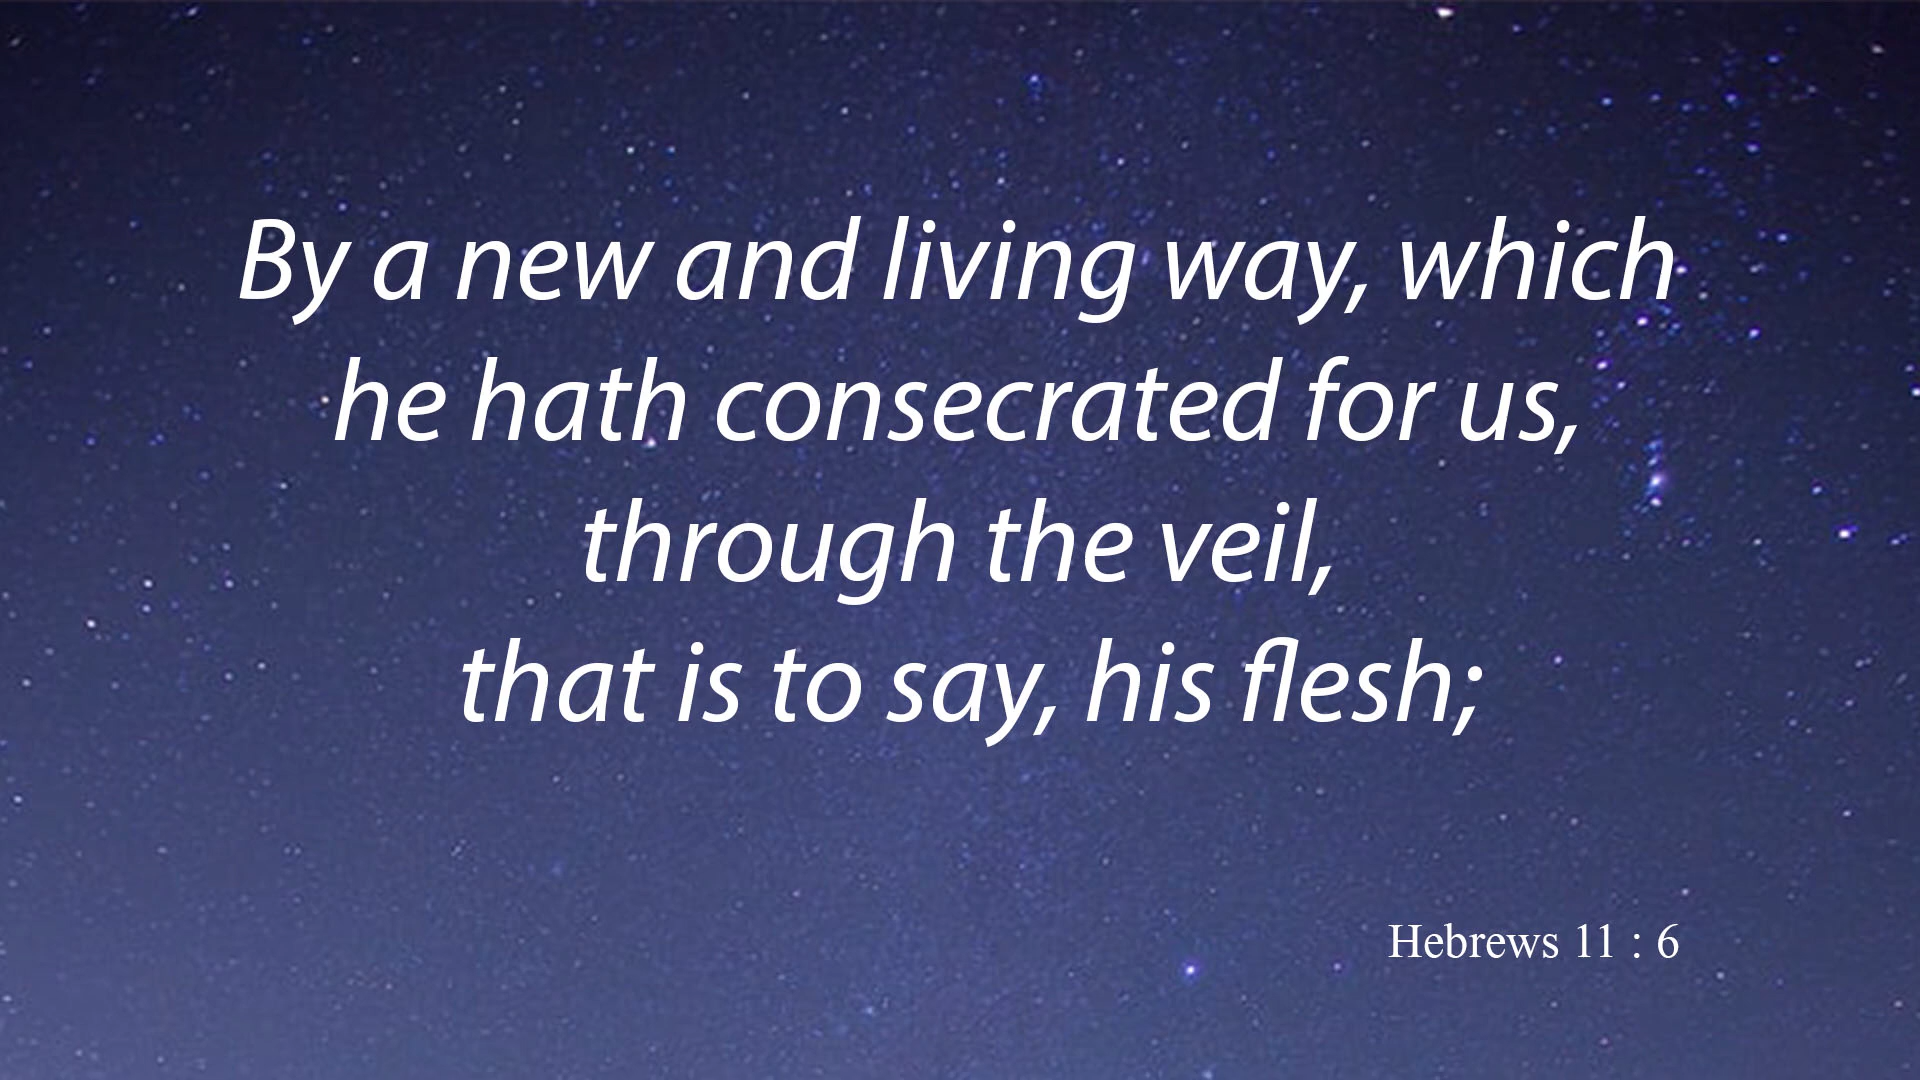 By a new and living way, which
he hath consecrated for us,
through the veil,
that is to say, his flesh;
Hebrews 11 : 6